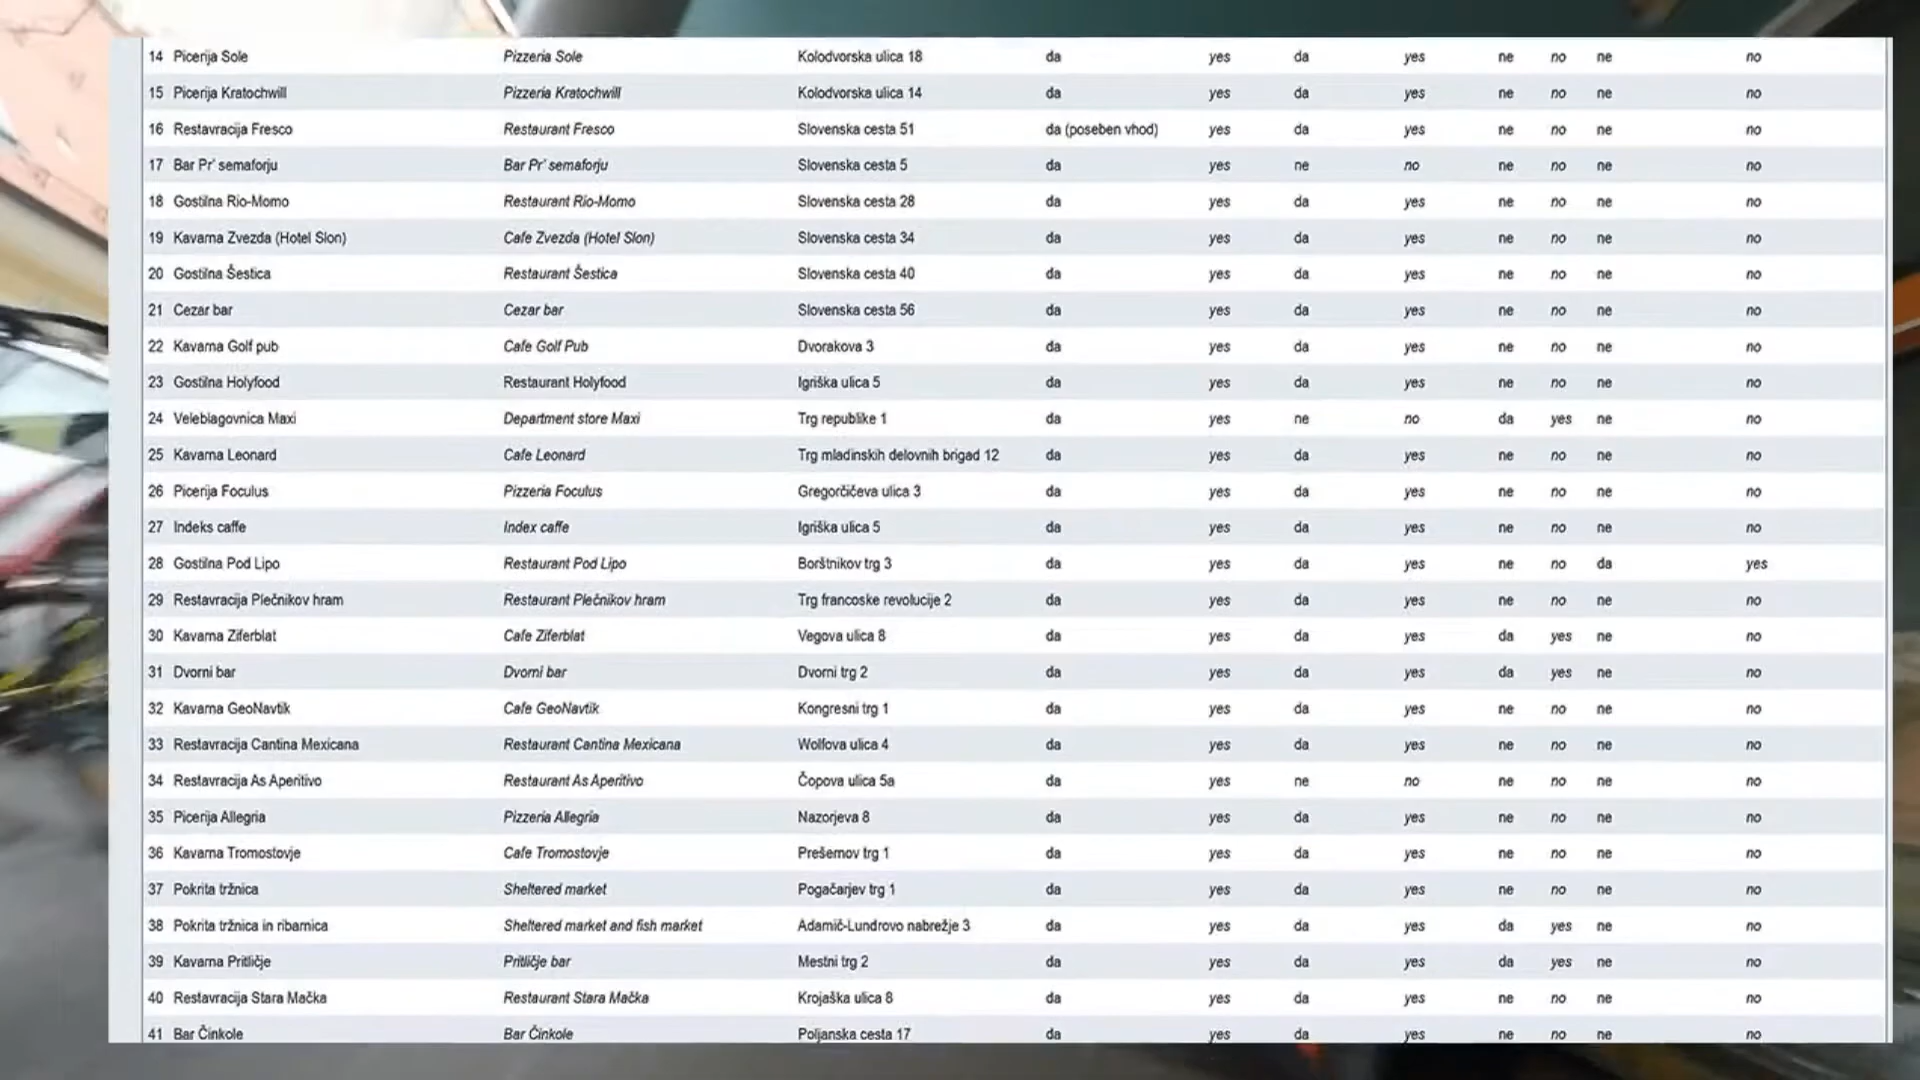 14 Picerija Sole Pizzeria Sole Kolodvorska ulica 18 da yes da yes ne no ne no
15 Picerija Kratochwill Pizzeria Kratochwill Kolodvorska ulica 14 da yes da yes ne no ne no
16 Restavracija Fresco Restaurant Fresco Slovenska cesta 51 da (poseben vhod) yes da yes ne no ne no
17 Bar Pr' semaforju Bar Pr' semaforju Slovenska cesta 5 da yes ne no ne no ne no
18 Gostilna Rio-Momo Restaurant Rio-Momo Slovenska cesta 28 da yes da yes ne no ne no
19 Kavarna Zvezda (Hotel Slon) Cafe Zvezda (Hotel Slon) Slovenska cesta 34 da yes da yes ne no ne no
20 Gostilna Šestica Restaurant Šestica Slovenska cesta 40 da yes da yes ne no ne no
21 Cezar bar Cezar bar Slovenska cesta 56 da yes da yes ne no ne no
22 Kavarna Golf pub Cafe Golf Pub Dvorakova 3 da yes da yes ne no ne no
23 Gostilna Holyfood Restaurant Holyfood Igriška ulica 5 da yes da yes ne no ne no
24 Veleblagovnica Maxi Department store Maxi Trg republike 1 da yes ne no da yes ne no
25 Kavarna Leonard Cafe Leonard Trg mladinskih delovnih brigad 12 da yes da yes ne no ne no
26 Picerija Foculus Pizzeria Foculus Gregorčičeva ulica 3 da yes da yes ne no ne no
27 Indeks caffe Index caffe Igriška ulica 5 da yes da yes ne no ne no
28 Gostilna Pod Lipo Restaurant Pod Lipo Borštnikov trg 3 da yes da yes ne no da yes
29 Restavracija Plečnikov hram Restaurant Plečnikov hram Trg francoske revolucije 2 da yes da yes ne no ne no
30 Kavarna Ziferblat Cafe Ziferblat Vegova ulica 8 da yes da yes da yes ne no
31 Dvorni bar Dvorni bar Dvorni trg 2 da yes da yes da yes ne no
32 Kavarna GeoNavtik Cafe GeoNavtik Kongresni trg 1 da yes da yes ne no ne no
33 Restavracija Cantina Mexicana Restaurant Cantina Mexicana Wolfova ulica 4 da yes da yes ne no ne no
34 Restavracija As Aperitivo Restaurant As Aperitivo Čopova ulica 5a da yes ne no ne no ne no
35 Picerija Allegria Pizzeria Allegria Nazorjeva 8 da yes da yes ne no ne no
36 Kavarna Tromostovje Cafe Tromostovje Prešernov trg 1 da yes da yes ne no ne no
37 Pokrita tržnica Sheltered market Pogačarjev trg 1 da yes da yes ne no ne no
38 Pokrita tržnica in ribarnica Sheltered market and fish market Adamič-Lundrovo nabrežje 3 da yes da yes da yes ne no
39 Kavarna Pritličje Pritličje bar Mestni trg 2 da yes da yes da yes ne no
40 Restavracija Stara Mačka Restaurant Stara Mačka Krojaška ulica 8 da yes da yes ne no ne no
41 Bar Činkole Bar Činkole Poljanska cesta 17 da yes da yes ne no ne no